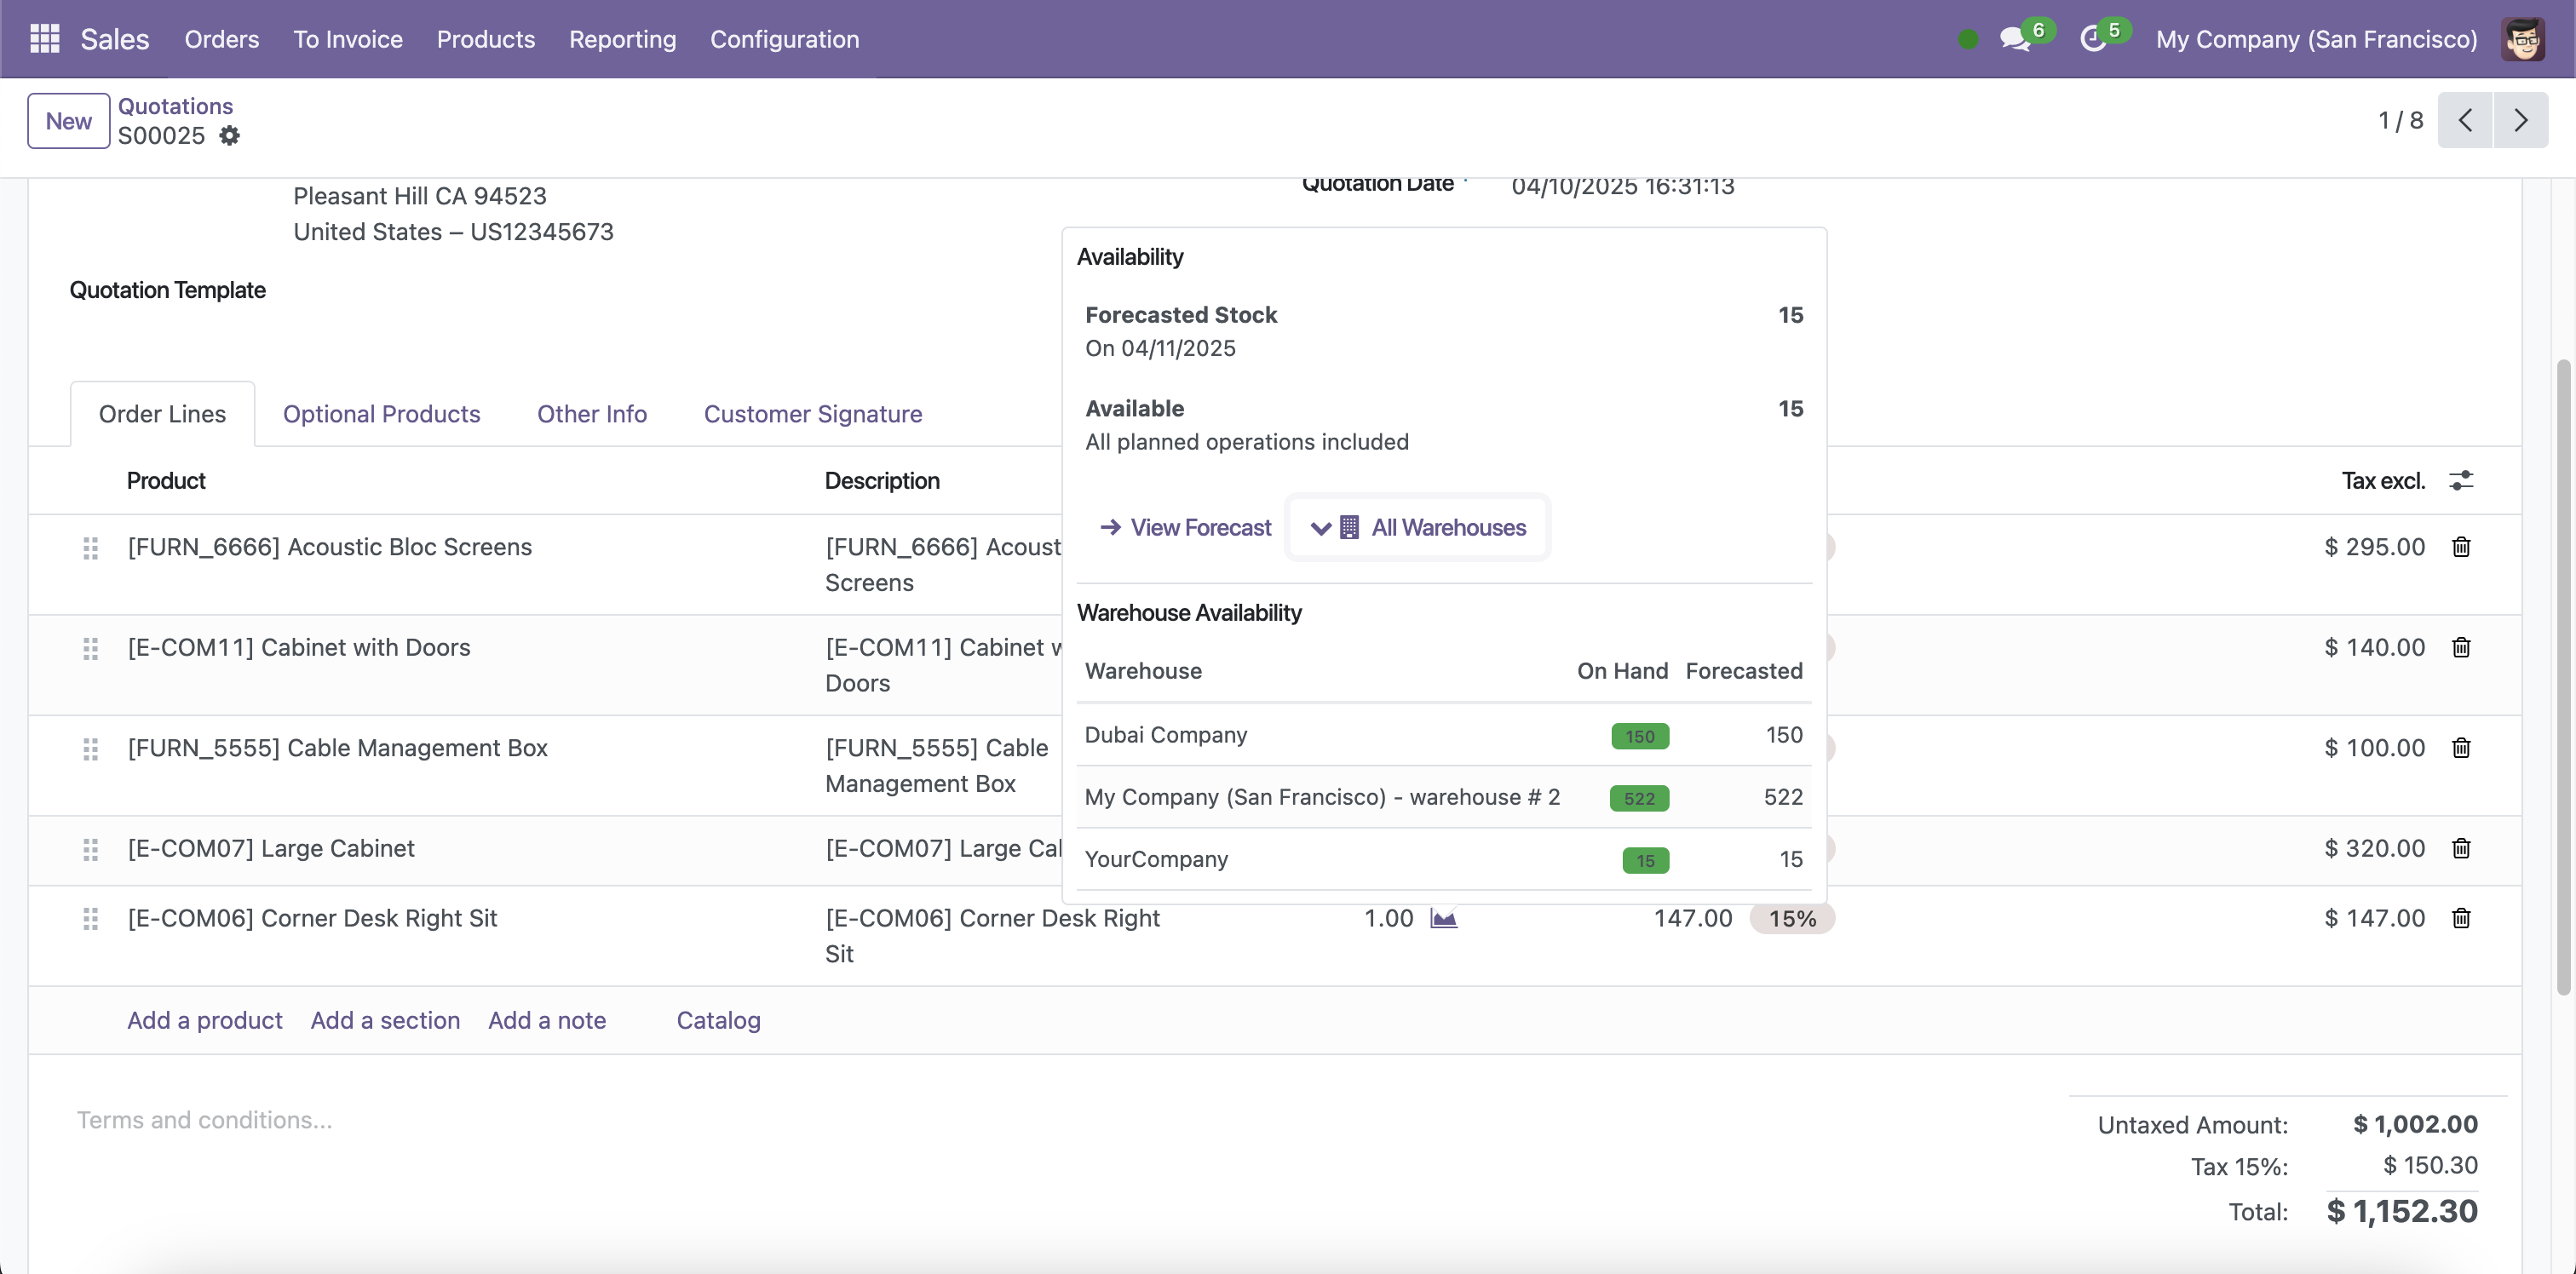 Sales Orders To Invoice Products Reporting Configuration 6 5 My Company (San Francisco)
New Quotations
S00025
1 / 8
Pleasant Hill CA 94523
United States – US12345673
Quotation Date 04/10/2025 16:31:13
Quotation Template
Availability
Forecasted Stock 15
On 04/11/2025
Available 15
All planned operations included
View Forecast All Warehouses
Warehouse Availability
Warehouse On Hand Forecasted
Dubai Company 150 150
My Company (San Francisco) - warehouse # 2 522 522
YourCompany 15 15
Order Lines Optional Products Other Info Customer Signature
Product Description Tax excl.
[FURN_6666] Acoustic Bloc Screens [FURN_6666] Acoust $ 295.00
Screens
[E-COM11] Cabinet with Doors [E-COM11] Cabinet w $ 140.00
Doors
[FURN_5555] Cable Management Box [FURN_5555] Cable $ 100.00
Management Box
[E-COM07] Large Cabinet [E-COM07] Large Ca $ 320.00
[E-COM06] Corner Desk Right Sit [E-COM06] Corner Desk Right 1.00 147.00 15% $ 147.00
Sit
Add a product Add a section Add a note Catalog
Terms and conditions...
Untaxed Amount: $ 1,002.00
Tax 15%: $ 150.30
Total: $ 1,152.30